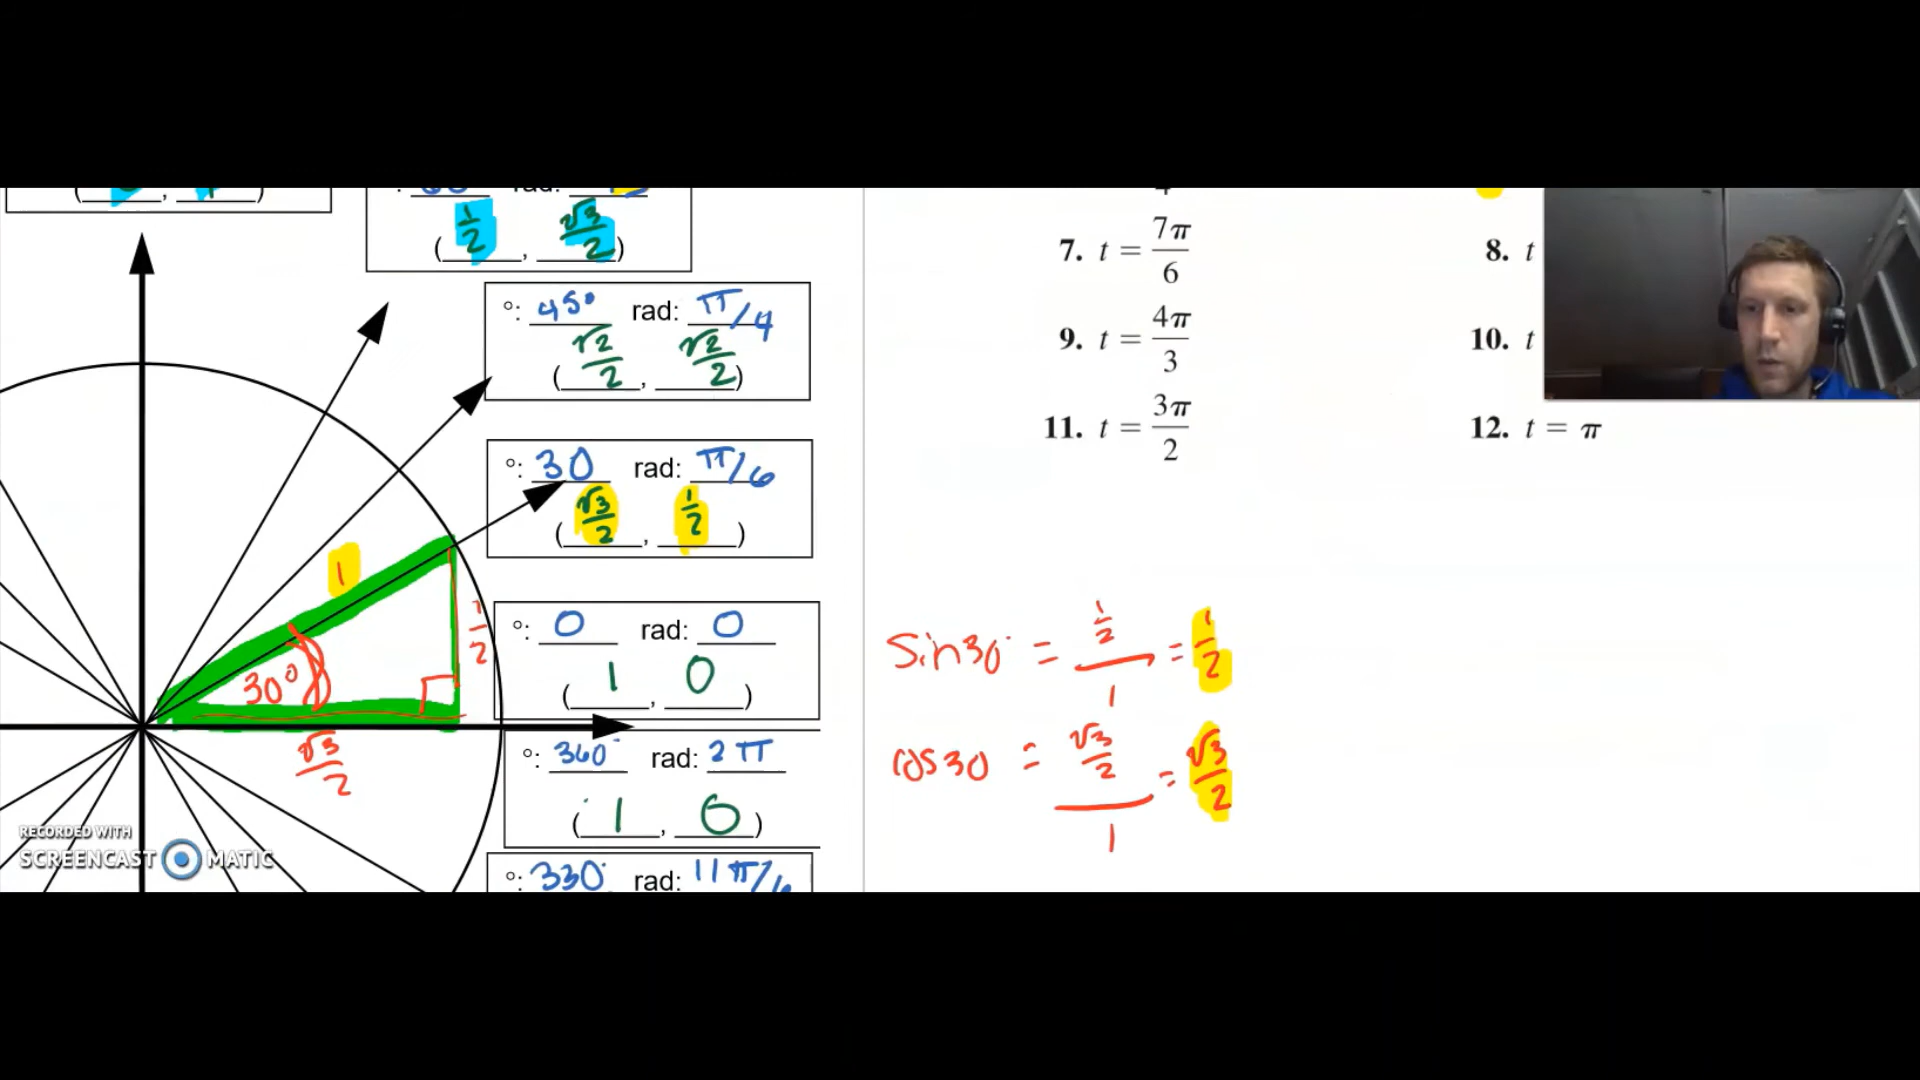 ( , )
rad:
( 1/2 , √3/2 )
°: 45° rad: π/4
( √2/2 , √2/2 )
°: 30 rad: π/6
( √3/2 , 1/2 )
°: 0 rad: 0
( 1 , 0 )
°: 360° rad: 2π
( 1 , 0 )
°: 330° rad: 11π/6
1
1/2
30°
√3/2
RECORDED WITH
SCREENCAST MATIC
4
7. t = 7π/6
8. t
9. t = 4π/3
10. t
11. t = 3π/2
12. t = π
Sin30° = 1/2 / 1 = 1/2
cos30 = √3/2 / 1 = √3/2